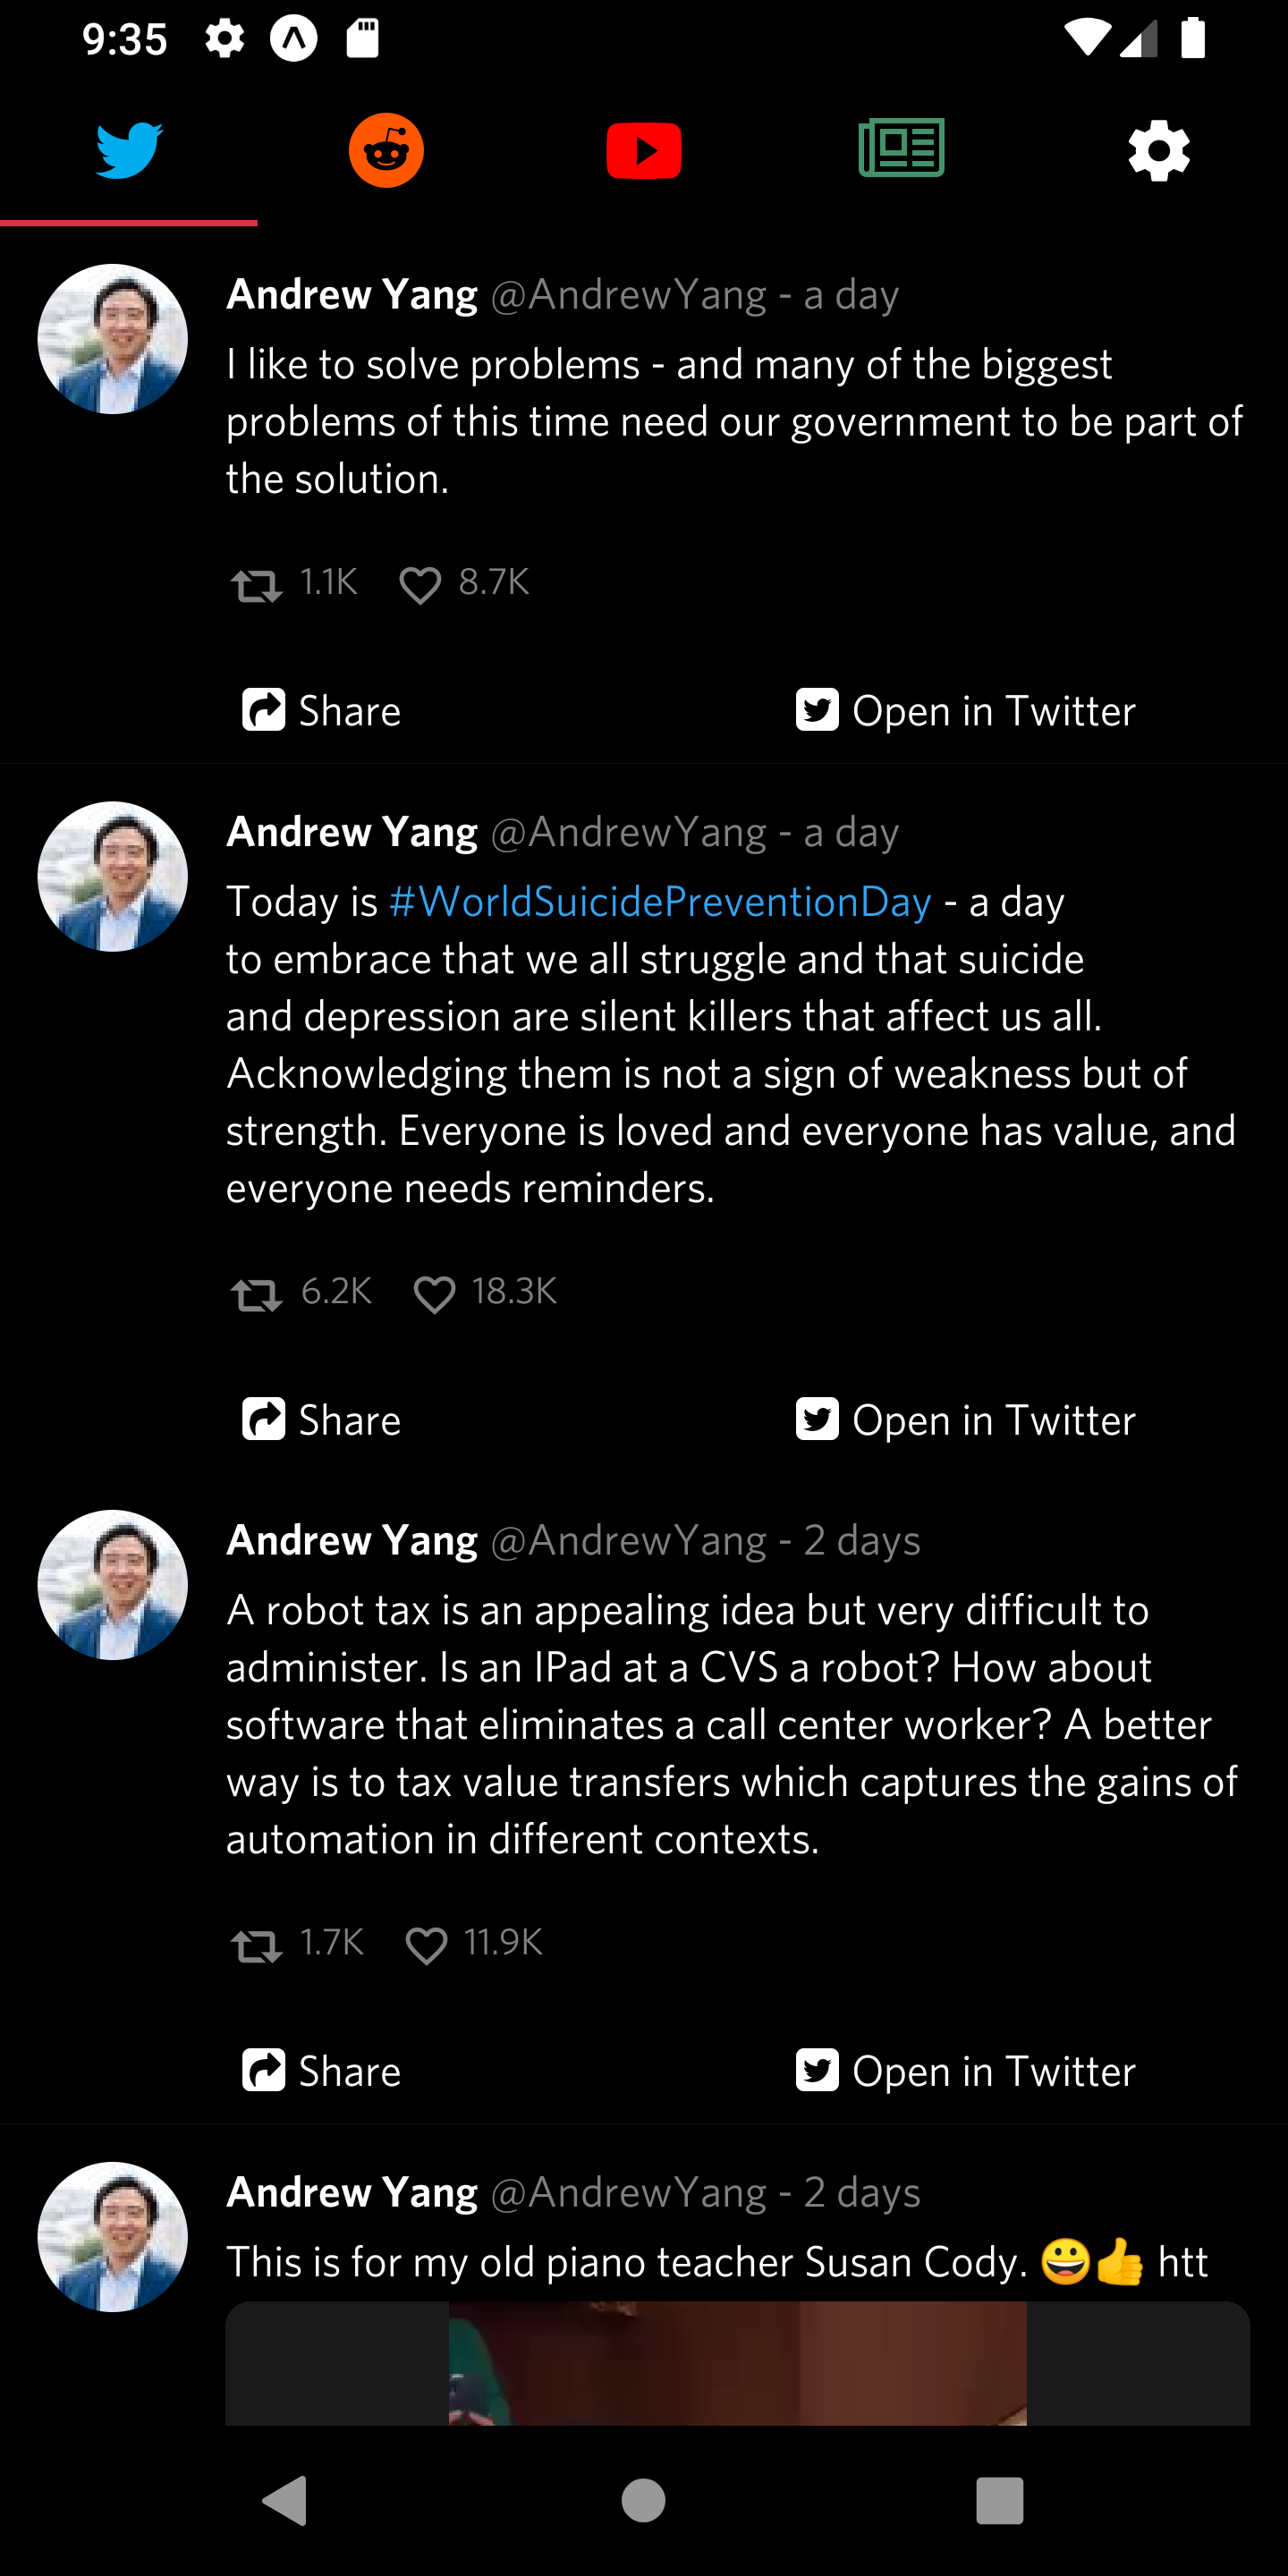 9:35
Andrew Yang @AndrewYang - a day
I like to solve problems - and many of the biggest
problems of this time need our government to be part of
the solution.
1.1K 8.7K
Share Open in Twitter
Andrew Yang @AndrewYang - a day
Today is #WorldSuicidePreventionDay - a day
to embrace that we all struggle and that suicide
and depression are silent killers that affect us all.
Acknowledging them is not a sign of weakness but of
strength. Everyone is loved and everyone has value, and
everyone needs reminders.
6.2K 18.3K
Share Open in Twitter
Andrew Yang @AndrewYang - 2 days
A robot tax is an appealing idea but very difficult to
administer. Is an IPad at a CVS a robot? How about
software that eliminates a call center worker? A better
way is to tax value transfers which captures the gains of
automation in different contexts.
1.7K 11.9K
Share Open in Twitter
Andrew Yang @AndrewYang - 2 days
This is for my old piano teacher Susan Cody. 😀👍 htt